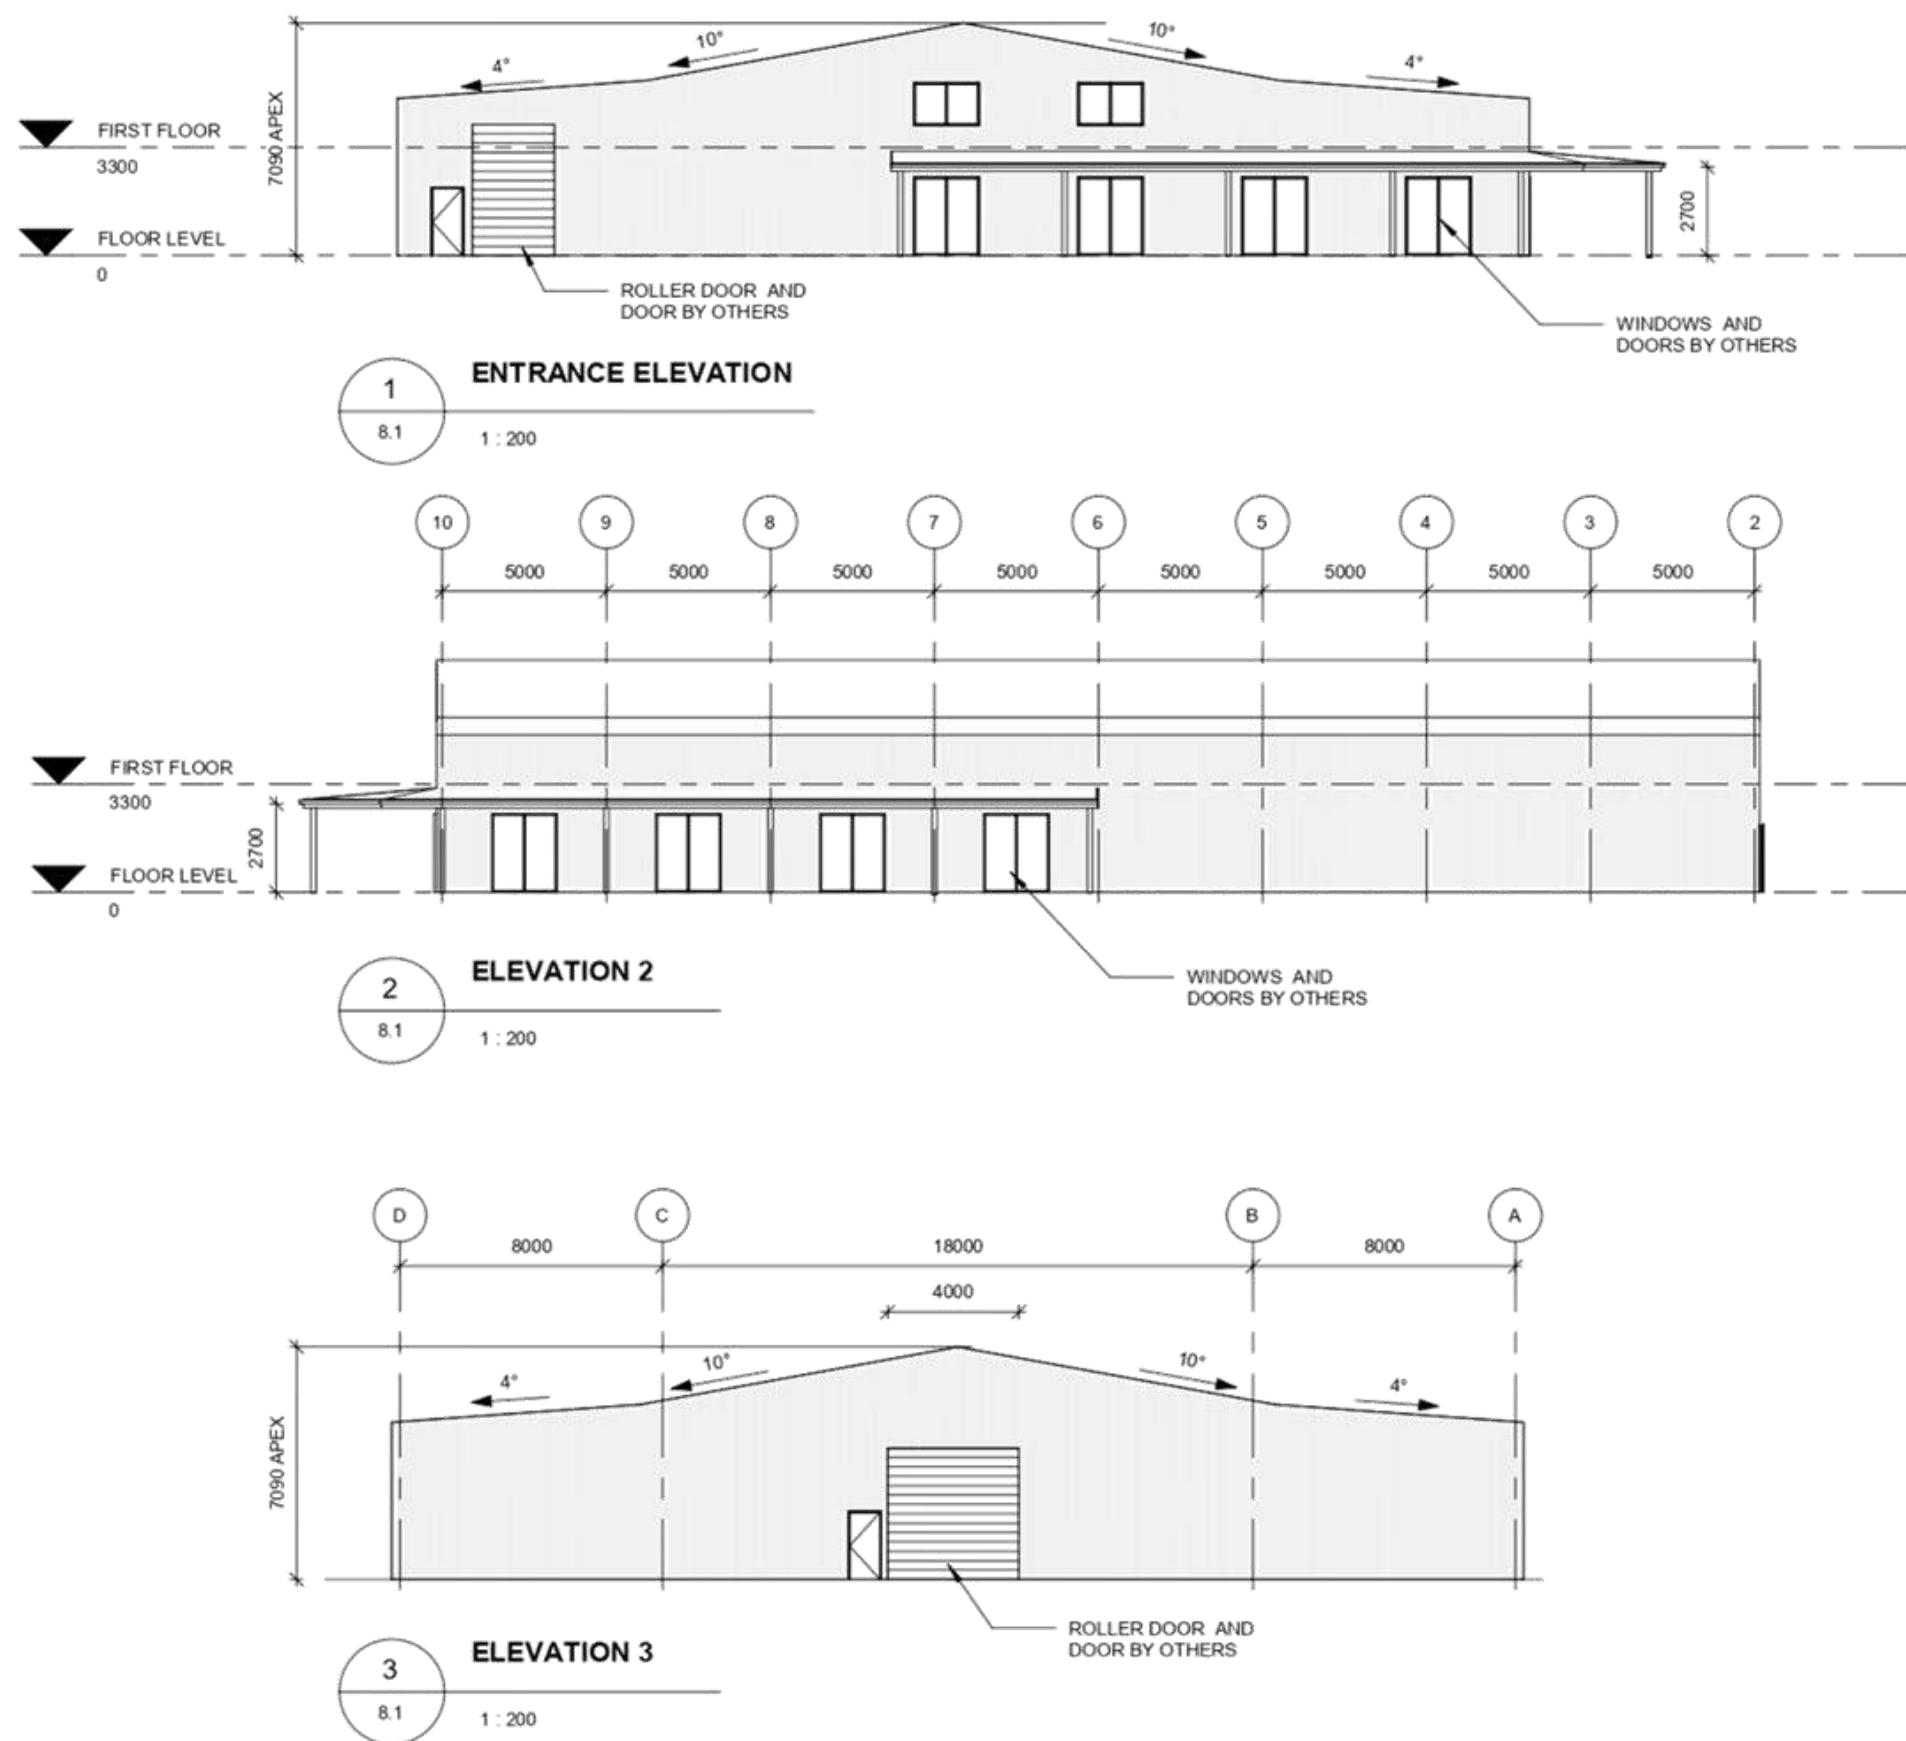 10°
10°
4°
4°
7090 APEX
FIRST FLOOR
3300
2700
FLOOR LEVEL
0
ROLLER DOOR AND
DOOR BY OTHERS
WINDOWS AND
DOORS BY OTHERS
1
8.1
ENTRANCE ELEVATION
1 : 200
10 9 8 7 6 5 4 3 2
5000 5000 5000 5000 5000 5000 5000 5000
FIRST FLOOR
3300
2700
FLOOR LEVEL
0
WINDOWS AND
DOORS BY OTHERS
2
8.1
ELEVATION 2
1 : 200
D C B A
8000 18000 8000
4000
10°
10°
4°
4°
7090 APEX
ROLLER DOOR AND
DOOR BY OTHERS
3
8.1
ELEVATION 3
1 : 200